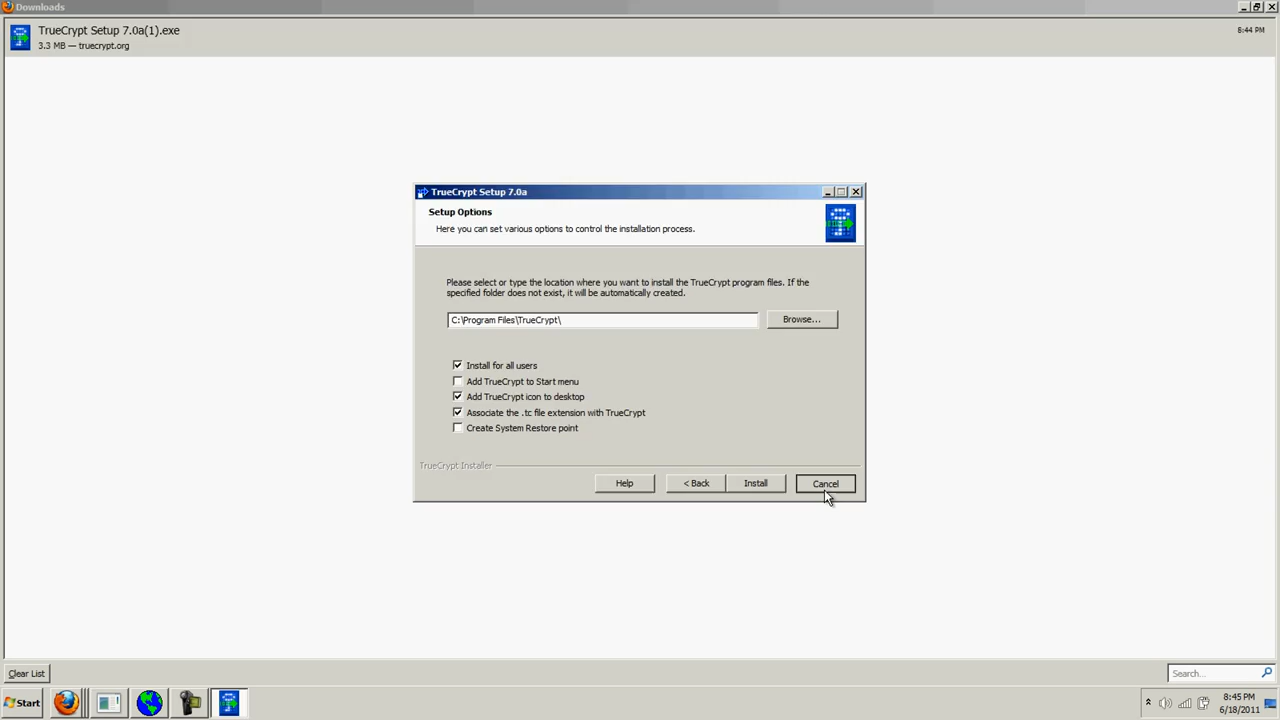 Downloads
TrueCrypt Setup 7.0a(1).exe
8:44 PM
3.3 MB — truecrypt.org
TrueCrypt Setup 7.0a
Setup Options
Here you can set various options to control the installation process.
Please select or type the location where you want to install the TrueCrypt program files. If the
specified folder does not exist, it will be automatically created.
C:\Program Files\TrueCrypt\
Browse...
Install for all users
Add TrueCrypt to Start menu
Add TrueCrypt icon to desktop
Associate the .tc file extension with TrueCrypt
Create System Restore point
TrueCrypt Installer
Help
< Back
Install
Cancel
Clear List
Search...
Start
8:45 PM
6/18/2011